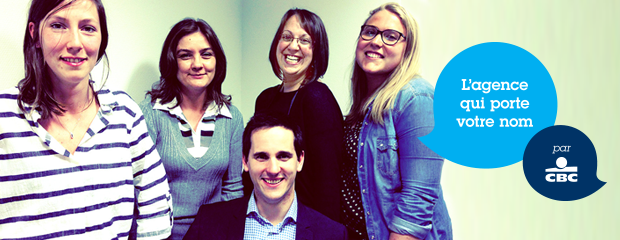 L'agence
qui porte
votre nom
par
CBC